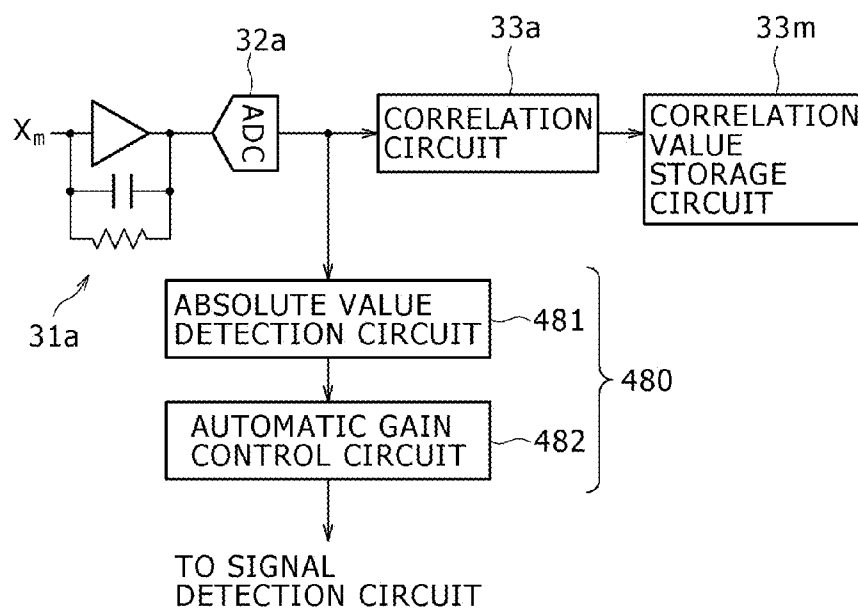 32a
33a
33m
Xm
ADC
CORRELATION
CIRCUIT
CORRELATION
VALUE
STORAGE
CIRCUIT
31a
ABSOLUTE VALUE
DETECTION CIRCUIT
481
480
AUTOMATIC GAIN
CONTROL CIRCUIT
482
TO SIGNAL
DETECTION CIRCUIT